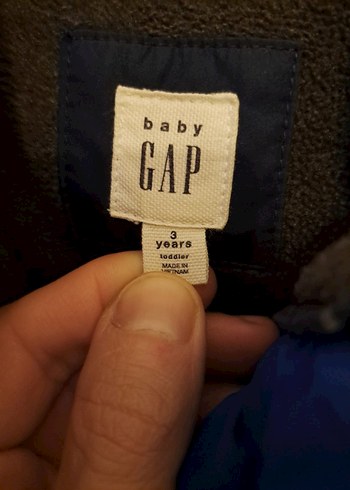 baby
GAP
3
years
toddler
MADE IN
VIETNAM